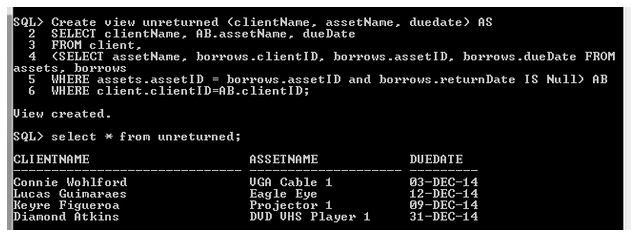 SQL> Create view unreturned (clientName, assetName, duedate) AS
2 SELECT clientName, AB.assetName, dueDate
3 FROM client,
4 (SELECT assetName, borrows.clientID, borrows.assetID, borrows.dueDate FROM
assets, borrows
5 WHERE assets.assetID = borrows.assetID and borrows.returnDate IS Null) AB
6 WHERE client.clientID=AB.clientID;
View created.
SQL> select * from unreturned;
CLIENTNAME ASSETNAME DUEDATE
------------------------------ -------------------- ---------
Connie Wohlford VGA Cable 1 03-DEC-14
Lucas Guimaraes Eagle Eye 12-DEC-14
Keyre Figueroa Projector 1 09-DEC-14
Diamond Atkins DVD VHS Player 1 31-DEC-14